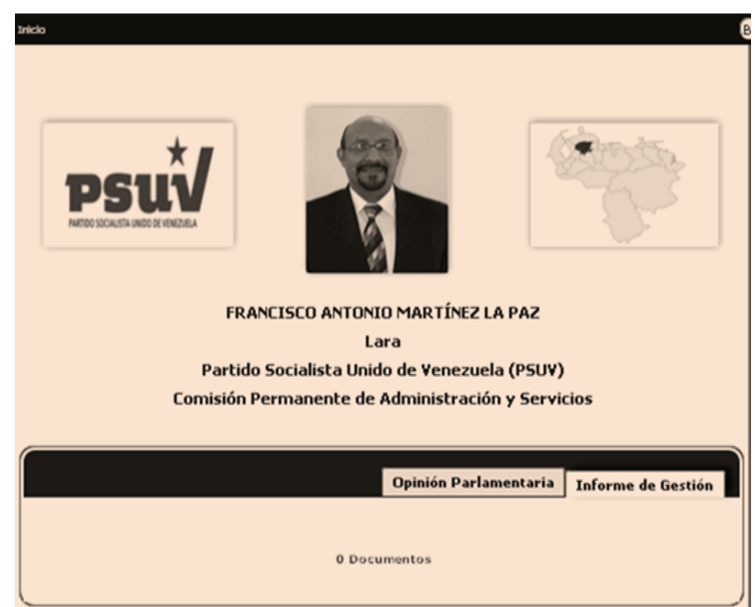 Inicio
B
PSUV
PARTIDO SOCIALISTA UNIDO DE VENEZUELA
FRANCISCO ANTONIO MARTÍNEZ LA PAZ
Lara
Partido Socialista Unido de Venezuela (PSUV)
Comisión Permanente de Administración y Servicios
Opinión Parlamentaria
Informe de Gestión
0 Documentos